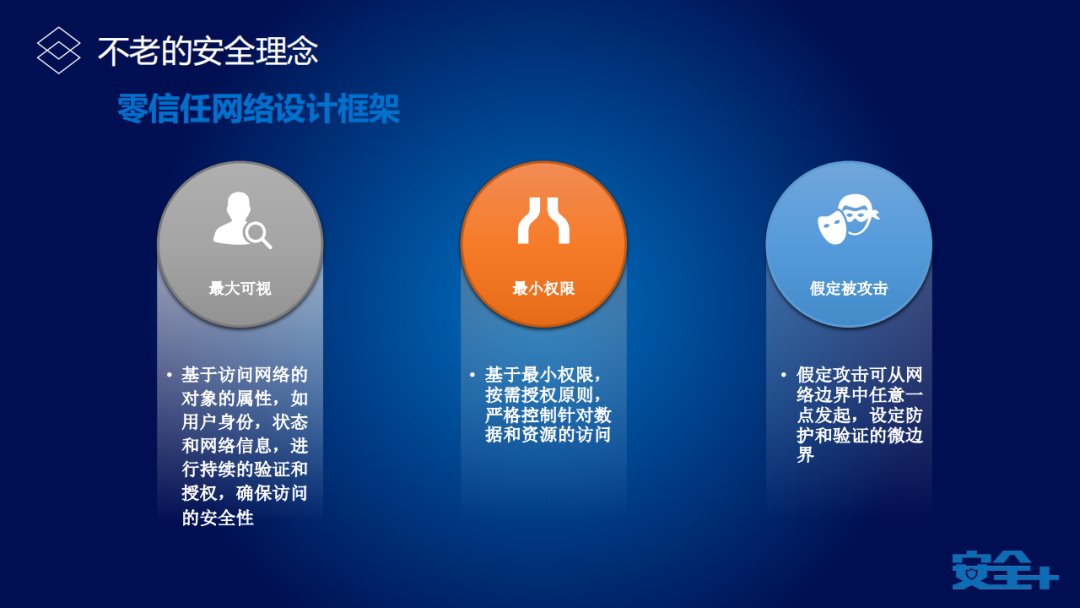 不老的安全理念
零信任网络设计框架
最大可视
最小权限
假定被攻击
• 基于访问网络的
对象的属性，如
用户身份，状态
和网络信息，进
行持续的验证和
授权，确保访问
的安全性
• 基于最小权限，
按需授权原则，
严格控制针对数
据和资源的访问
• 假定攻击可从网
络边界中任意一
点发起，设定防
护和验证的微边
界
安全+